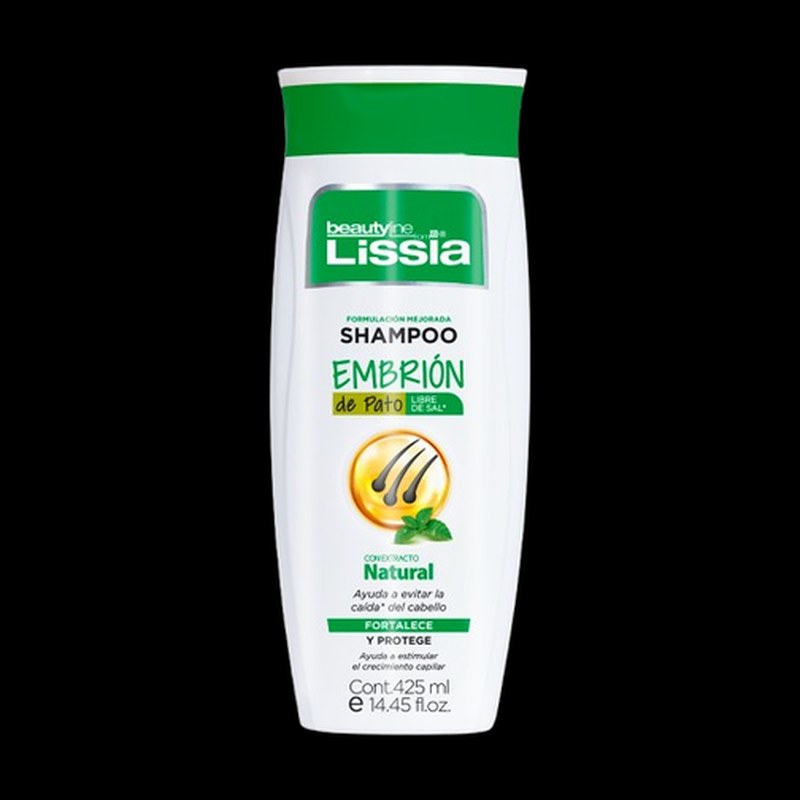 beautyline
Lissia
FORMULACIÓN MEJORADA
SHAMPOO
EMBRIÓN
de Pato
LIBRE
DE SAL*
CON EXTRACTO
Natural
Ayuda a evitar la
caída* del cabello
FORTALECE
Y PROTEGE
Ayuda a estimular
el crecimiento capilar
Cont.425 ml
e 14.45 fl.oz.